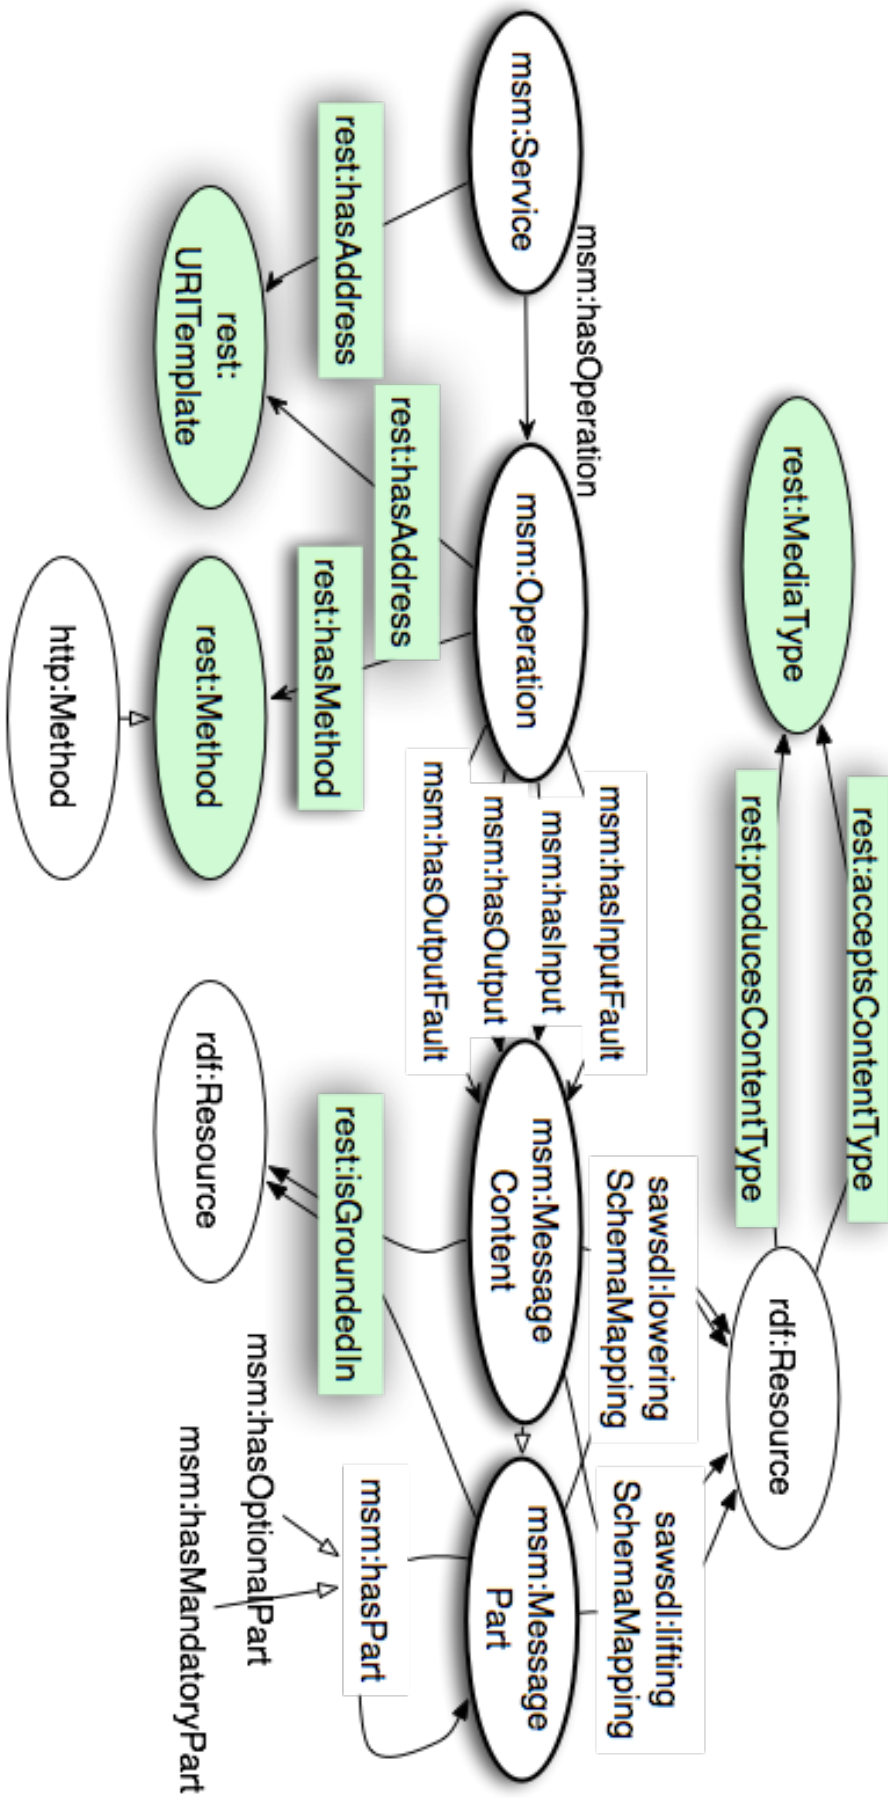 rest:acceptsContentType
rest:MediaType
rest:producesContentType
rdf:Resource
msm:hasOperation
msm:hasInputFault
sawsdl:lowering
SchemaMapping
sawsdl:lifting
SchemaMapping
msm:Service
msm:Operation
msm:hasInput
msm:hasOutput
msm:hasOutputFault
msm:Message
Content
msm:Message
Part
rest:hasAddress
rest:hasAddress
rest:hasMethod
rest:isGroundedIn
msm:hasPart
rest:
URITemplate
rest:Method
rdf:Resource
msm:hasOptionalPart
msm:hasMandatoryPart
http:Method